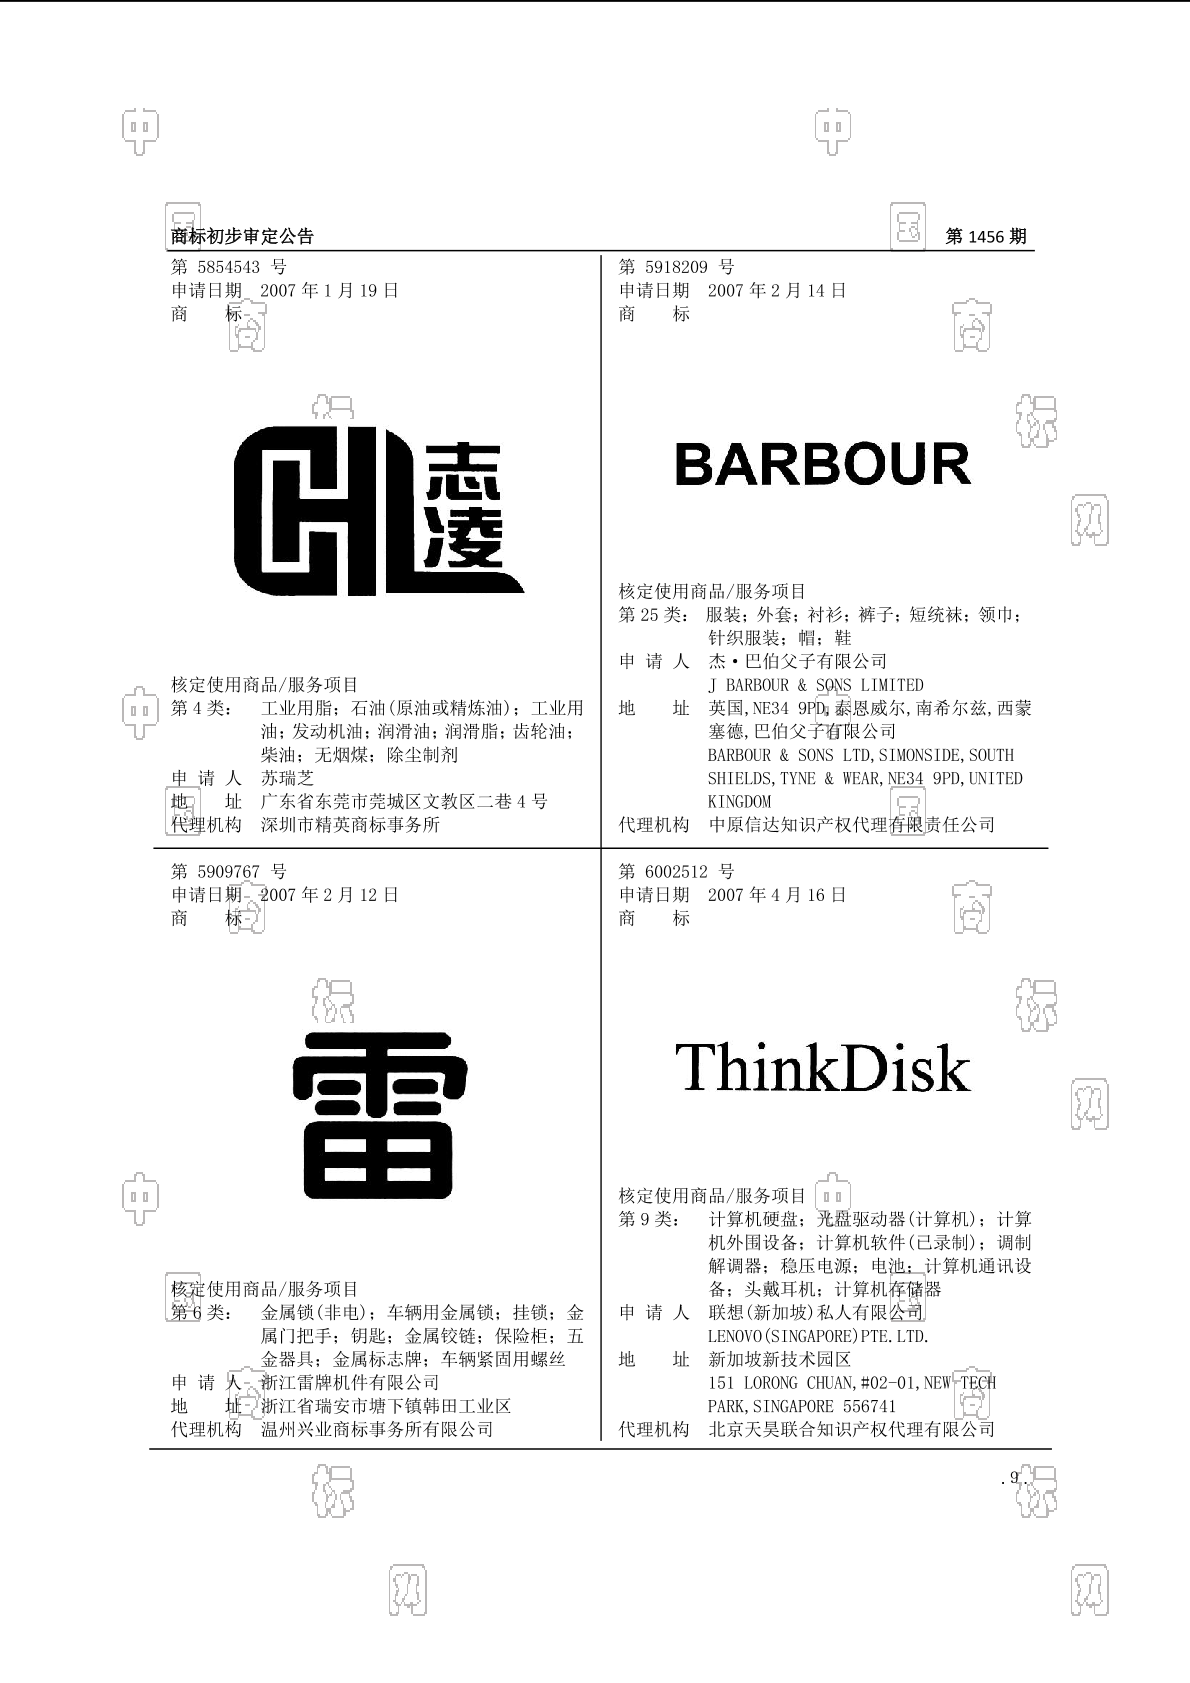 商标初步审定公告
第 1456 期
第 5854543 号
申请日期 2007 年 1 月 19 日
商 标
CHL
志
凌
核定使用商品/服务项目
第 4 类： 工业用脂；石油(原油或精炼油)；工业用
油；发动机油；润滑油；润滑脂；齿轮油；
柴油；无烟煤；除尘制剂
申 请 人 苏瑞芝
地 址 广东省东莞市莞城区文教区二巷 4 号
代理机构 深圳市精英商标事务所
第 5918209 号
申请日期 2007 年 2 月 14 日
商 标
BARBOUR
核定使用商品/服务项目
第 25 类： 服装；外套；衬衫；裤子；短统袜；领巾；
针织服装；帽；鞋
申 请 人 杰·巴伯父子有限公司
J BARBOUR & SONS LIMITED
地 址 英国,NE34 9PD,泰恩威尔,南希尔兹,西蒙
塞德,巴伯父子有限公司
BARBOUR & SONS LTD,SIMONSIDE,SOUTH
SHIELDS,TYNE & WEAR,NE34 9PD,UNITED
KINGDOM
代理机构 中原信达知识产权代理有限责任公司
第 5909767 号
申请日期 2007 年 2 月 12 日
商 标
雷
核定使用商品/服务项目
第 6 类： 金属锁(非电)；车辆用金属锁；挂锁；金
属门把手；钥匙；金属铰链；保险柜；五
金器具；金属标志牌；车辆紧固用螺丝
申 请 人 浙江雷牌机件有限公司
地 址 浙江省瑞安市塘下镇韩田工业区
代理机构 温州兴业商标事务所有限公司
第 6002512 号
申请日期 2007 年 4 月 16 日
商 标
ThinkDisk
核定使用商品/服务项目
第 9 类： 计算机硬盘；光盘驱动器(计算机)；计算
机外围设备；计算机软件(已录制)；调制
解调器；稳压电源；电池；计算机通讯设
备；头戴耳机；计算机存储器
申 请 人 联想(新加坡)私人有限公司
LENOVO(SINGAPORE)PTE.LTD.
地 址 新加坡新技术园区
151 LORONG CHUAN,#02-01,NEW TECH
PARK,SINGAPORE 556741
代理机构 北京天昊联合知识产权代理有限公司
. 9 .